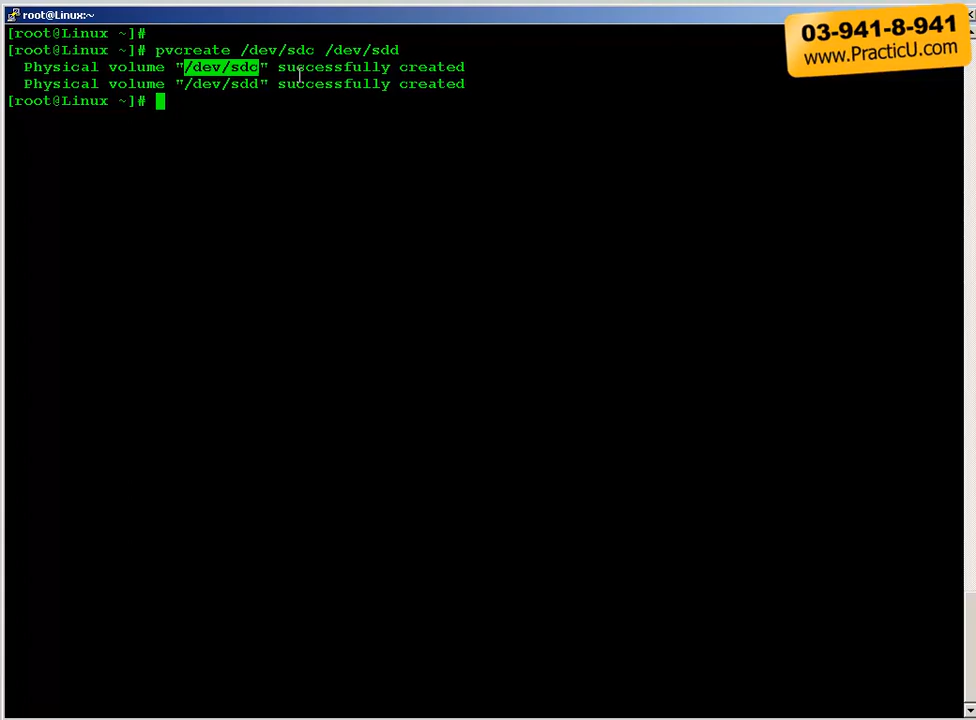 root@Linux:~
[root@Linux ~]#
[root@Linux ~]# pvcreate /dev/sdc /dev/sdd
  Physical volume "/dev/sdc" successfully created
  Physical volume "/dev/sdd" successfully created
[root@Linux ~]#
03-941-8-941
www.PracticU.com